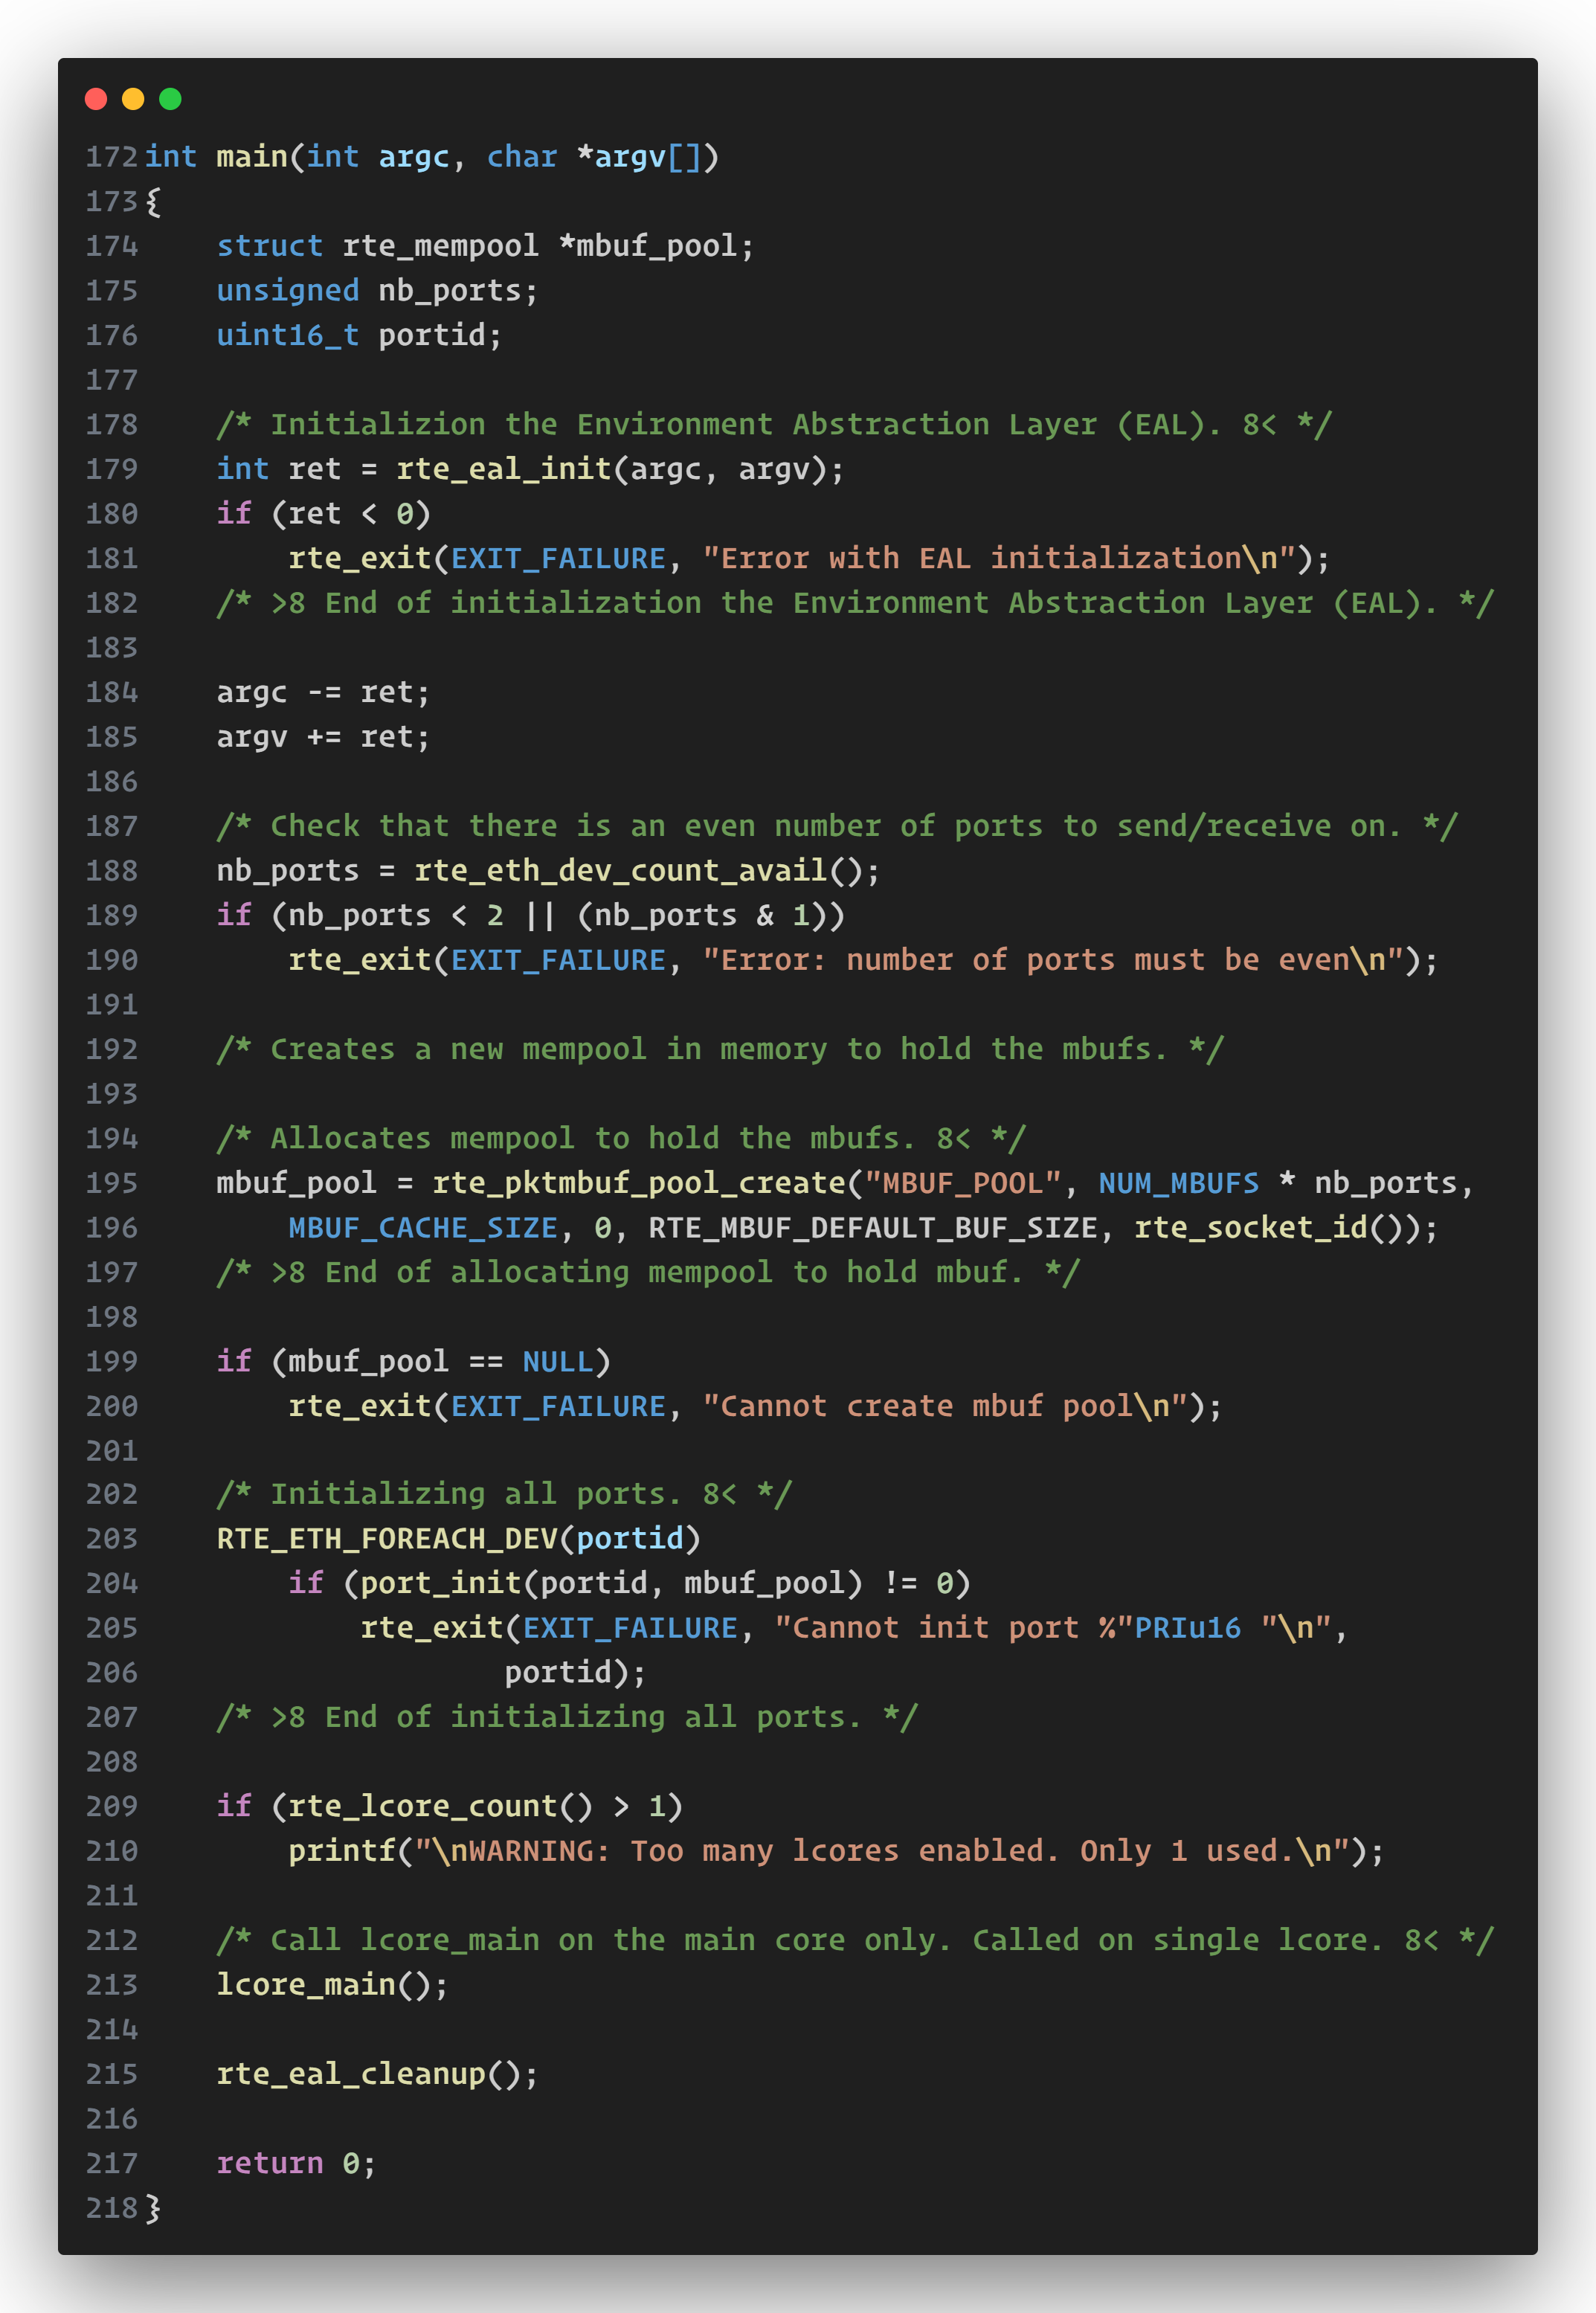 172 int main(int argc, char *argv[])
173 {
174     struct rte_mempool *mbuf_pool;
175     unsigned nb_ports;
176     uint16_t portid;
177
178     /* Initializion the Environment Abstraction Layer (EAL). 8< */
179     int ret = rte_eal_init(argc, argv);
180     if (ret < 0)
181         rte_exit(EXIT_FAILURE, "Error with EAL initialization\n");
182     /* >8 End of initialization the Environment Abstraction Layer (EAL). */
183
184     argc -= ret;
185     argv += ret;
186
187     /* Check that there is an even number of ports to send/receive on. */
188     nb_ports = rte_eth_dev_count_avail();
189     if (nb_ports < 2 || (nb_ports & 1))
190         rte_exit(EXIT_FAILURE, "Error: number of ports must be even\n");
191
192     /* Creates a new mempool in memory to hold the mbufs. */
193
194     /* Allocates mempool to hold the mbufs. 8< */
195     mbuf_pool = rte_pktmbuf_pool_create("MBUF_POOL", NUM_MBUFS * nb_ports,
196         MBUF_CACHE_SIZE, 0, RTE_MBUF_DEFAULT_BUF_SIZE, rte_socket_id());
197     /* >8 End of allocating mempool to hold mbuf. */
198
199     if (mbuf_pool == NULL)
200         rte_exit(EXIT_FAILURE, "Cannot create mbuf pool\n");
201
202     /* Initializing all ports. 8< */
203     RTE_ETH_FOREACH_DEV(portid)
204         if (port_init(portid, mbuf_pool) != 0)
205             rte_exit(EXIT_FAILURE, "Cannot init port %"PRIu16 "\n",
206                     portid);
207     /* >8 End of initializing all ports. */
208
209     if (rte_lcore_count() > 1)
210         printf("\nWARNING: Too many lcores enabled. Only 1 used.\n");
211
212     /* Call lcore_main on the main core only. Called on single lcore. 8< */
213     lcore_main();
214
215     rte_eal_cleanup();
216
217     return 0;
218 }